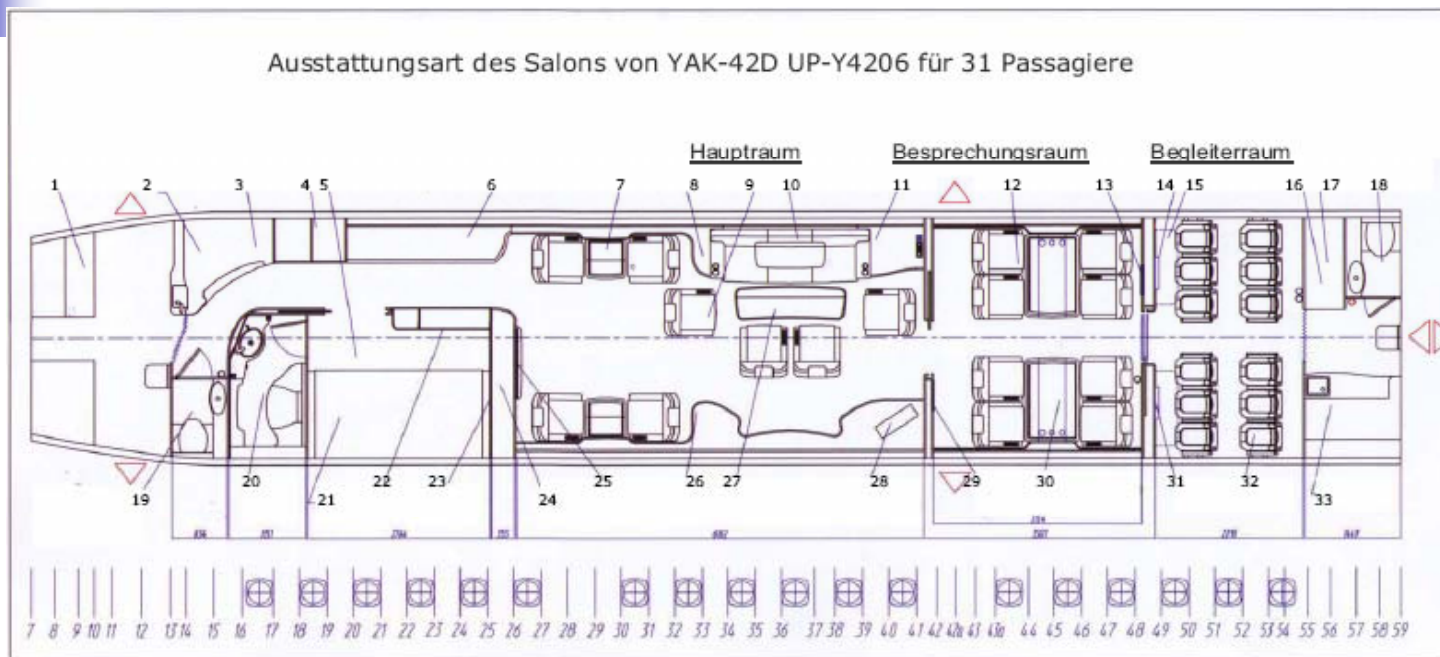 Ausstattungsart des Salons von YAK-42D UP-Y4206 für 31 Passagiere
Hauptraum Besprechungsraum Begleiterraum
1 2 3 4 5 6 7 8 9 10 11 12 13 14 15 16 17 18
19 20 21 22 23 24 25 26 27 28 29 30 31 32 33
7 8 9 10 11 12 13 14 15 16 17 18 19 20 21 22 23 24 25 26 27 28 29 30 31 32 33 34 35 36 37 38 39 40 41 42 42a 43 43a 44 45 46 47 48 49 50 51 52 53 54 55 56 57 58 59